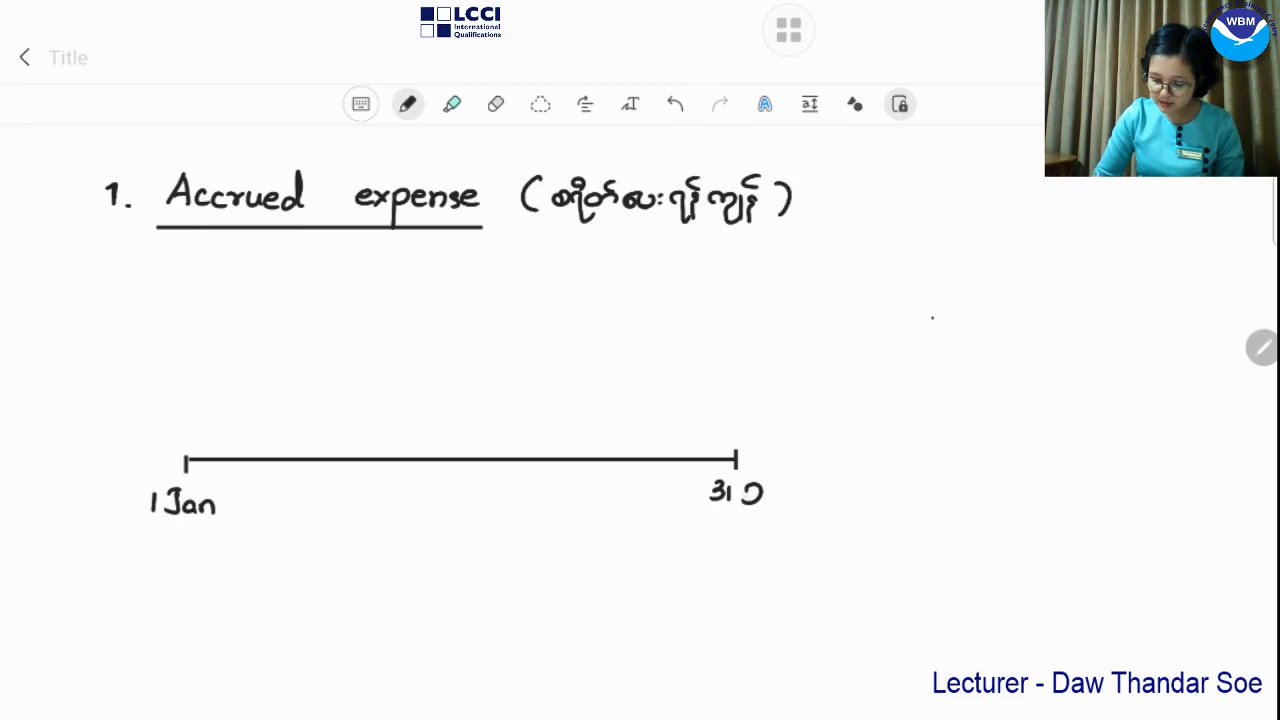 LCCI
International
Qualifications
WBM
Title
1. Accrued expense (စရိတ်ပေးရန်ကျန်)
1 Jan
31 D
Lecturer - Daw Thandar Soe